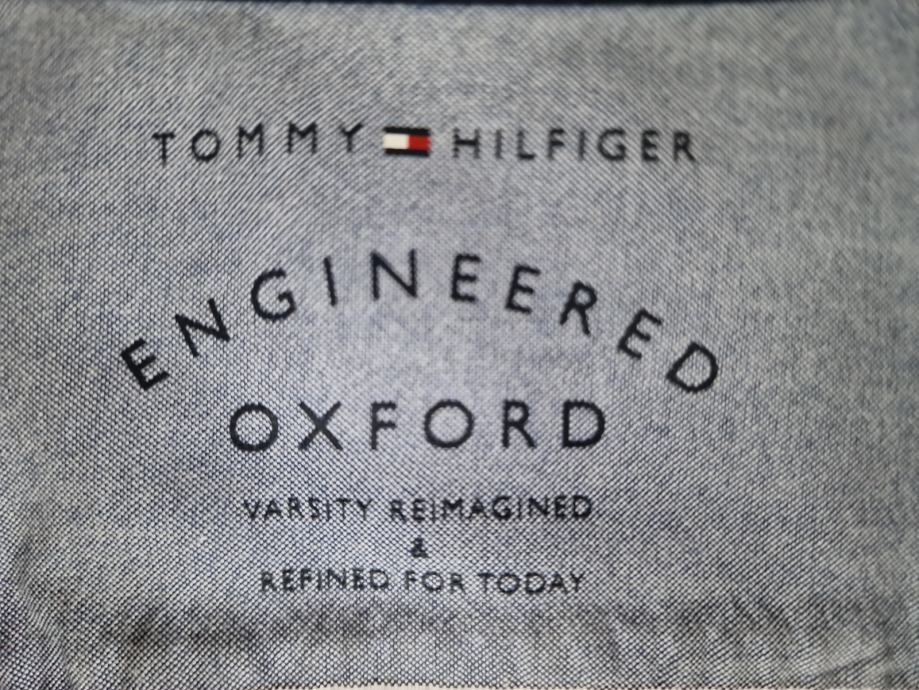 TOMMY HILFIGER
ENGINEERED
OXFORD
VARSITY REIMAGINED
&
REFINED FOR TODAY